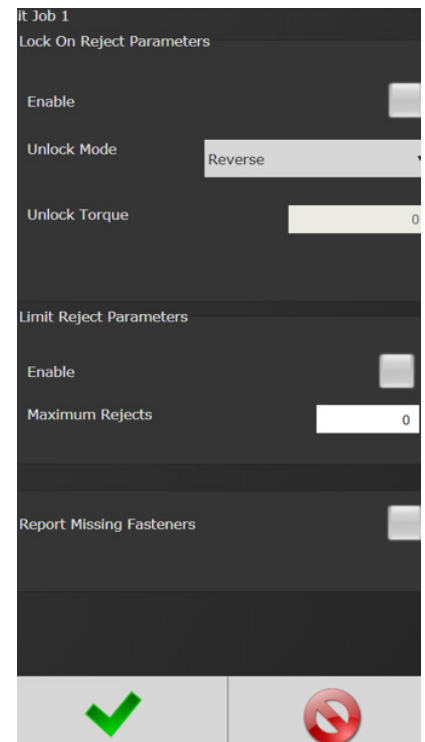 it Job 1
Lock On Reject Parameters
Enable
Unlock Mode
Reverse
Unlock Torque
0
Limit Reject Parameters
Enable
Maximum Rejects
0
Report Missing Fasteners